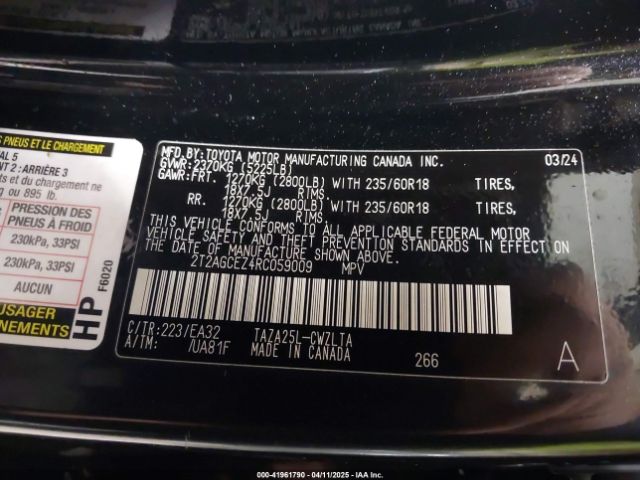 S PNEUS ET LE CHARGEMENT
AL 5
NT 2 : ARRIÈRE 3
et du chargement
g ou 895 lb.
PRESSION DES
PNEUS À FROID
230kPa, 33PSI
230kPa, 33PSI
AUCUN
USAGER
NEMENTS
HP
F6020
MFD.BY:TOYOTA MOTOR MANUFACTURING CANADA INC. 03/24
GVWR:2370KG (5225LB)
GAWR:FRT. 1270KG (2800LB) WITH 235/60R18 TIRES,
18X7.5J RIMS.
RR. 1270KG (2800LB) WITH 235/60R18 TIRES,
18X7.5J RIMS.
THIS VEHICLE CONFORMS TO ALL APPLICABLE FEDERAL MOTOR
VEHICLE SAFETY AND THEFT PREVENTION STANDARDS IN EFFECT ON
THE DATE OF MANUFACTURE SHOWN ABOVE.
2T2AGCEZ4RC059009 MPV
C/TR:223/EA32 TAZA25L-CWZLTA
A/TM: /UA81F MADE IN CANADA 266 A
000-41961790 - 04/11/2025 - IAA Inc.